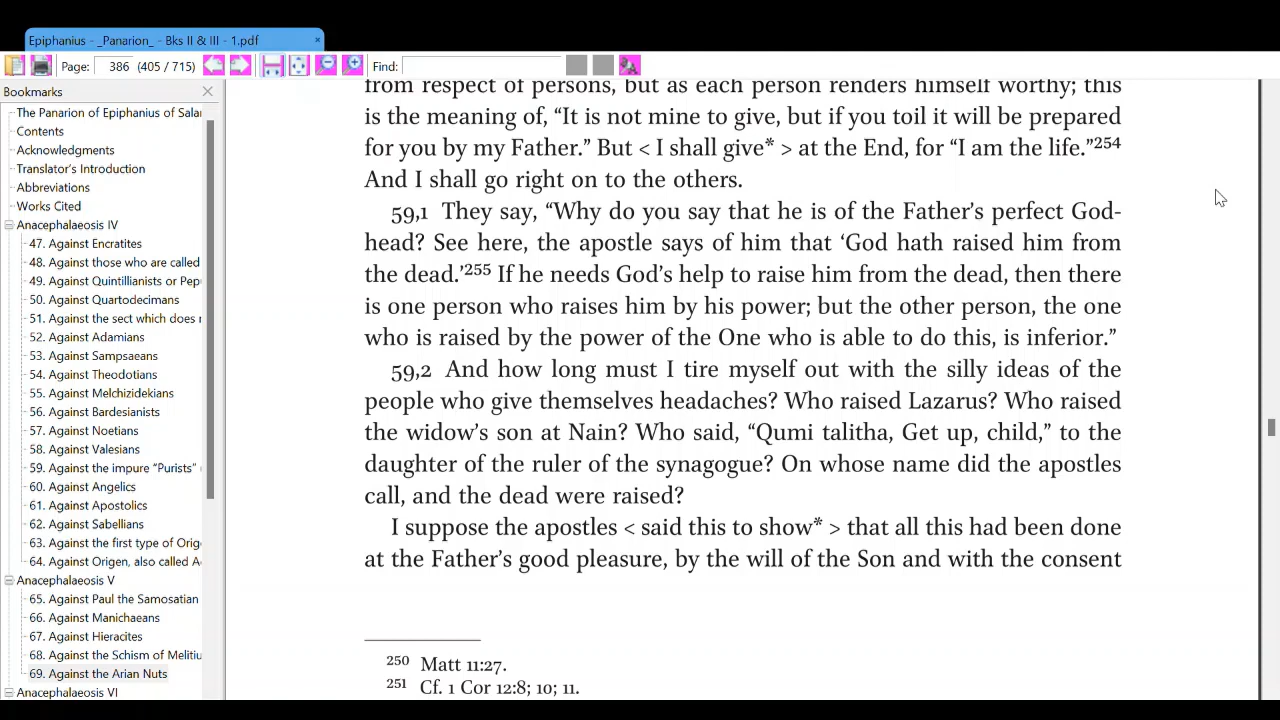 Epiphanius - _Panarion_ - Bks II & III - 1.pdf
Page: 386 (405 / 715) Find:
Bookmarks
The Panarion of Epiphanius of Sala
Contents
Acknowledgments
Translator's Introduction
Abbreviations
Works Cited
Anacephalaeosis IV
47. Against Encratites
48. Against those who are called
49. Against Quintillianists or Pep
50. Against Quartodecimans
51. Against the sect which does r
52. Against Adamians
53. Against Sampsaeans
54. Against Theodotians
55. Against Melchizidekians
56. Against Bardesianists
57. Against Noetians
58. Against Valesians
59. Against the impure “Purists” (
60. Against Angelics
61. Against Apostolics
62. Against Sabellians
63. Against the first type of Orig
64. Against Origen, also called A
Anacephalaeosis V
65. Against Paul the Samosatian
66. Against Manichaeans
67. Against Hieracites
68. Against the Schism of Melitiu
69. Against the Arian Nuts
Anacephalaeosis VI
from respect of persons, but as each person renders himself worthy; this
is the meaning of, “It is not mine to give, but if you toil it will be prepared
for you by my Father.” But < I shall give* > at the End, for “I am the life.”254
And I shall go right on to the others.
59,1 They say, “Why do you say that he is of the Father’s perfect God-
head? See here, the apostle says of him that ‘God hath raised him from
the dead.’255 If he needs God’s help to raise him from the dead, then there
is one person who raises him by his power; but the other person, the one
who is raised by the power of the One who is able to do this, is inferior.”
59,2 And how long must I tire myself out with the silly ideas of the
people who give themselves headaches? Who raised Lazarus? Who raised
the widow’s son at Nain? Who said, “Qumi talitha, Get up, child,” to the
daughter of the ruler of the synagogue? On whose name did the apostles
call, and the dead were raised?
I suppose the apostles < said this to show* > that all this had been done
at the Father’s good pleasure, by the will of the Son and with the consent
250 Matt 11:27.
251 Cf. 1 Cor 12:8; 10; 11.